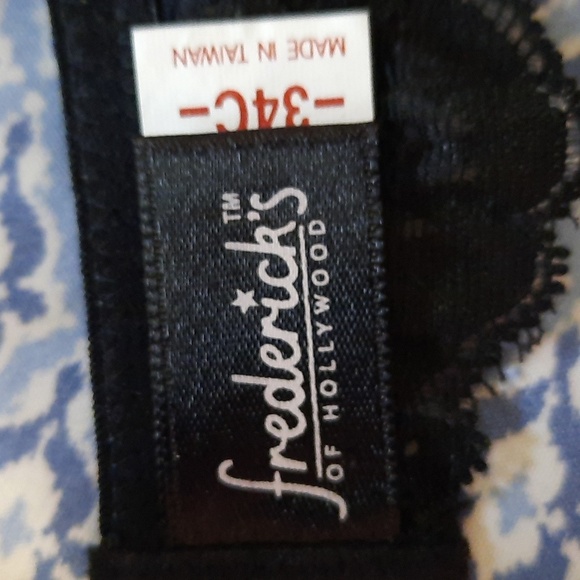 MADE IN TAIWAN
-34C-
frederick's™
OF HOLLYWOOD